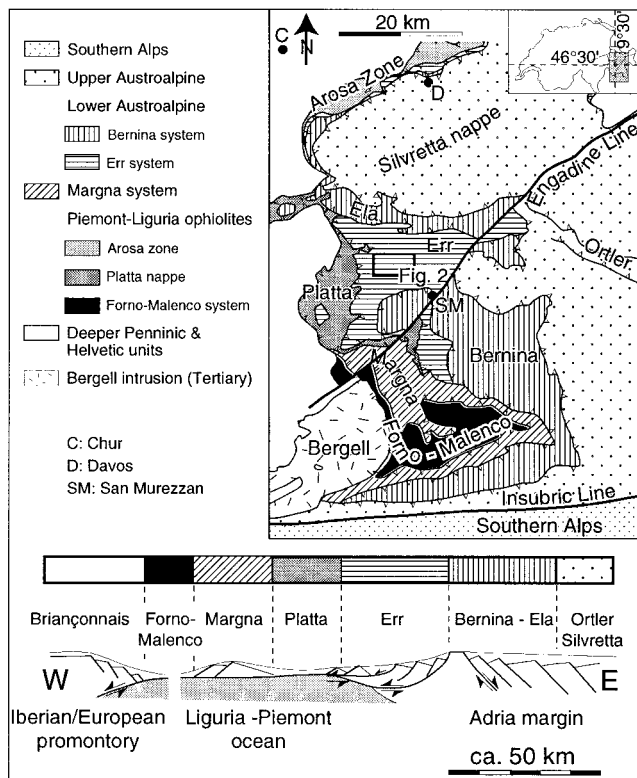 Southern Alps
Upper Austroalpine
Lower Austroalpine
Bernina system
Err system
Margna system
Piemont-Liguria ophiolites
Arosa zone
Platta nappe
Forno-Malenco system
Deeper Penninic &
Helvetic units
Bergell intrusion (Tertiary)
C: Chur
D: Davos
SM: San Murezzan
20 km
C
N
46°30'
9°30'
Arosa Zone
D
Silvretta nappe
Engadine Line
Ela
Err
Ortler
Fig. 2
Platta
SM
Bernina
Margna
Forno - Malenco
Bergell
Insubric Line
Southern Alps
Briançonnais Forno- Margna Platta Err Bernina - Ela Ortler
Malenco Silvretta
W E
Iberian/European Liguria -Piemont Adria margin
promontory ocean
ca. 50 km